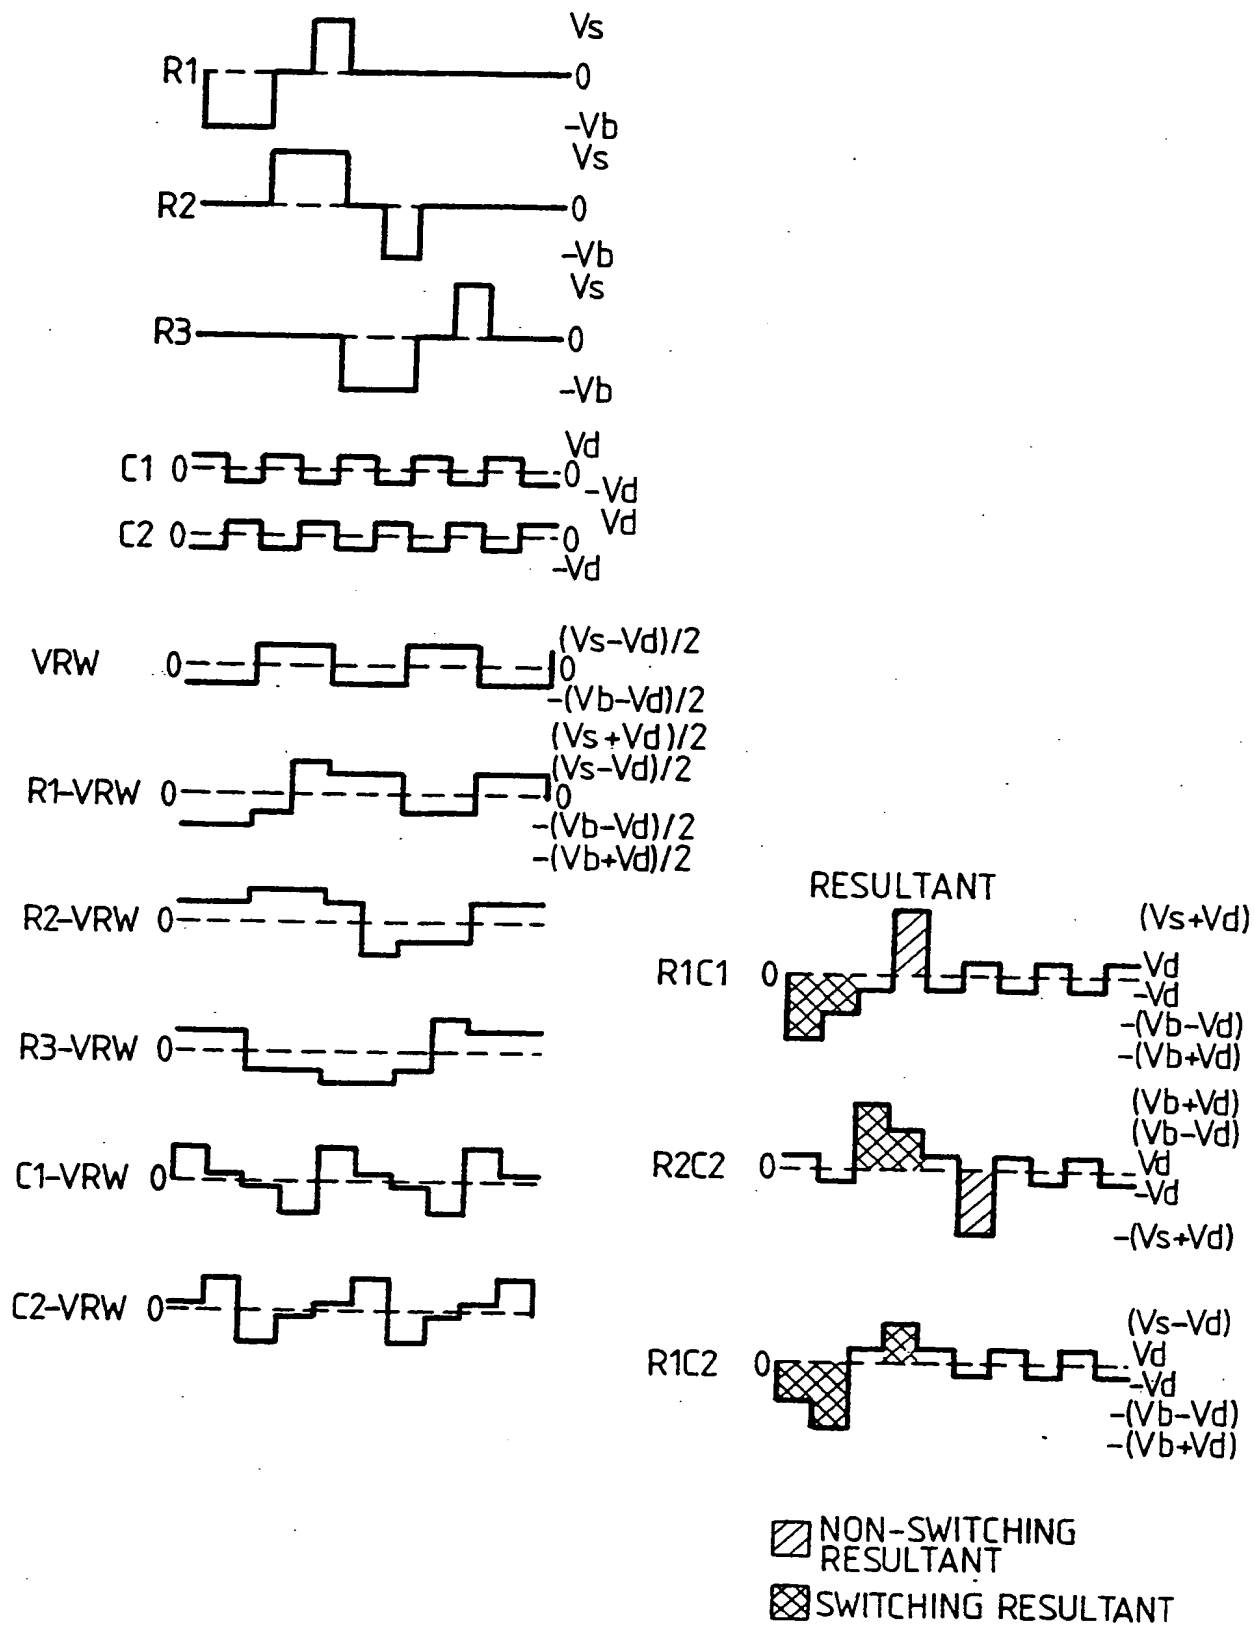 Vs
R1
0
-Vb
Vs
R2
0
-Vb
Vs
R3
0
-Vb
Vd
C1 0
0
-Vd
Vd
C2 0
0
-Vd
VRW 0
(Vs-Vd)/2
0
-(Vb-Vd)/2
(Vs+Vd)/2
(Vs-Vd)/2
R1-VRW 0
0
-(Vb-Vd)/2
-(Vb+Vd)/2
R2-VRW 0
R3-VRW 0
C1-VRW 0
C2-VRW 0
RESULTANT
(Vs+Vd)
R1C1 0
Vd
-Vd
-(Vb-Vd)
-(Vb+Vd)
(Vb+Vd)
(Vb-Vd)
R2C2 0
Vd
-Vd
-(Vs+Vd)
(Vs-Vd)
R1C2 0
Vd
-Vd
-(Vb-Vd)
-(Vb+Vd)
NON-SWITCHING
RESULTANT
SWITCHING RESULTANT